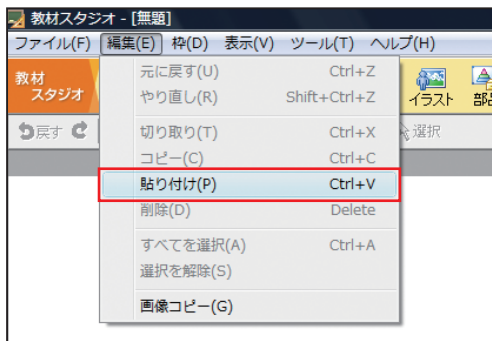 教材スタジオ - [無題]
ファイル(F) 編集(E) 枠(D) 表示(V) ツール(T) ヘルプ(H)
教材
スタジオ
イラスト
戻す
選択
元に戻す(U) Ctrl+Z
やり直し(R) Shift+Ctrl+Z
切り取り(T) Ctrl+X
コピー(C) Ctrl+C
貼り付け(P) Ctrl+V
削除(D) Delete
すべてを選択(A) Ctrl+A
選択を解除(S)
画像コピー(G)